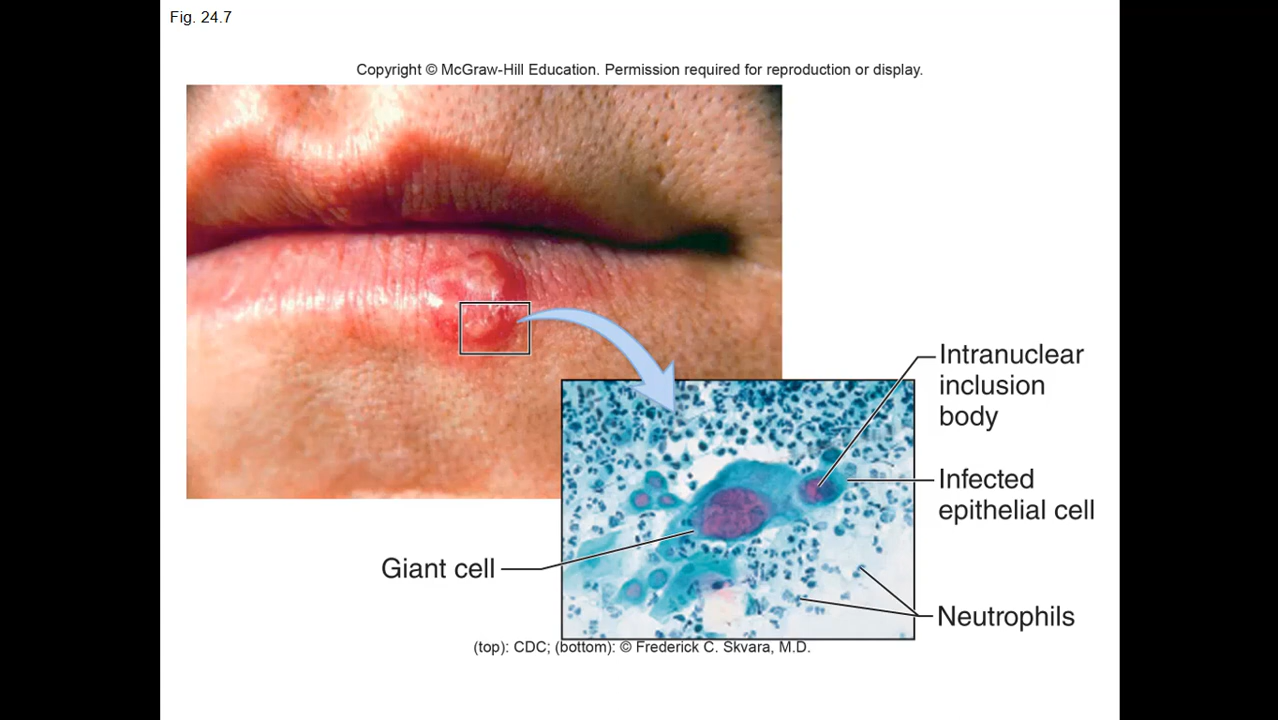 Fig. 24.7
Copyright © McGraw-Hill Education. Permission required for reproduction or display.
Intranuclear
inclusion
body
Infected
epithelial cell
Giant cell
Neutrophils
(top): CDC; (bottom): © Frederick C. Skvara, M.D.